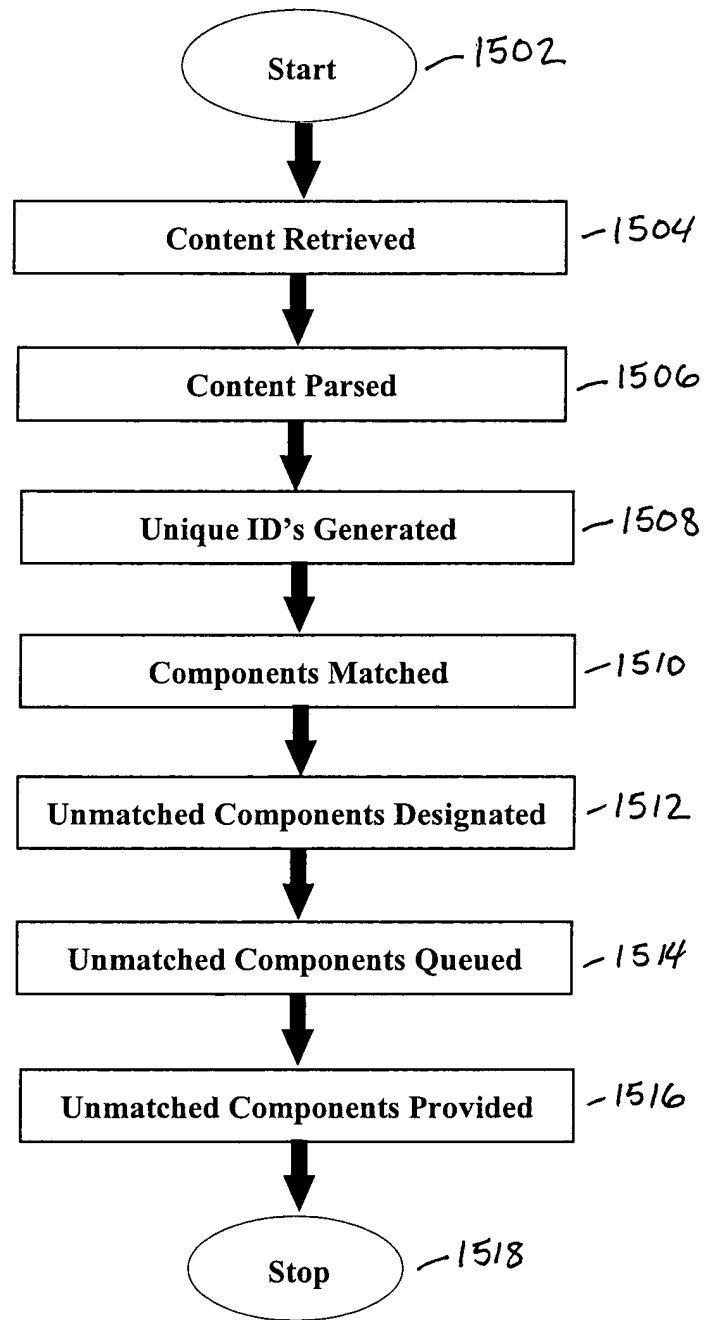 Start 1502
Content Retrieved 1504
Content Parsed 1506
Unique ID's Generated 1508
Components Matched 1510
Unmatched Components Designated 1512
Unmatched Components Queued 1514
Unmatched Components Provided 1516
Stop 1518